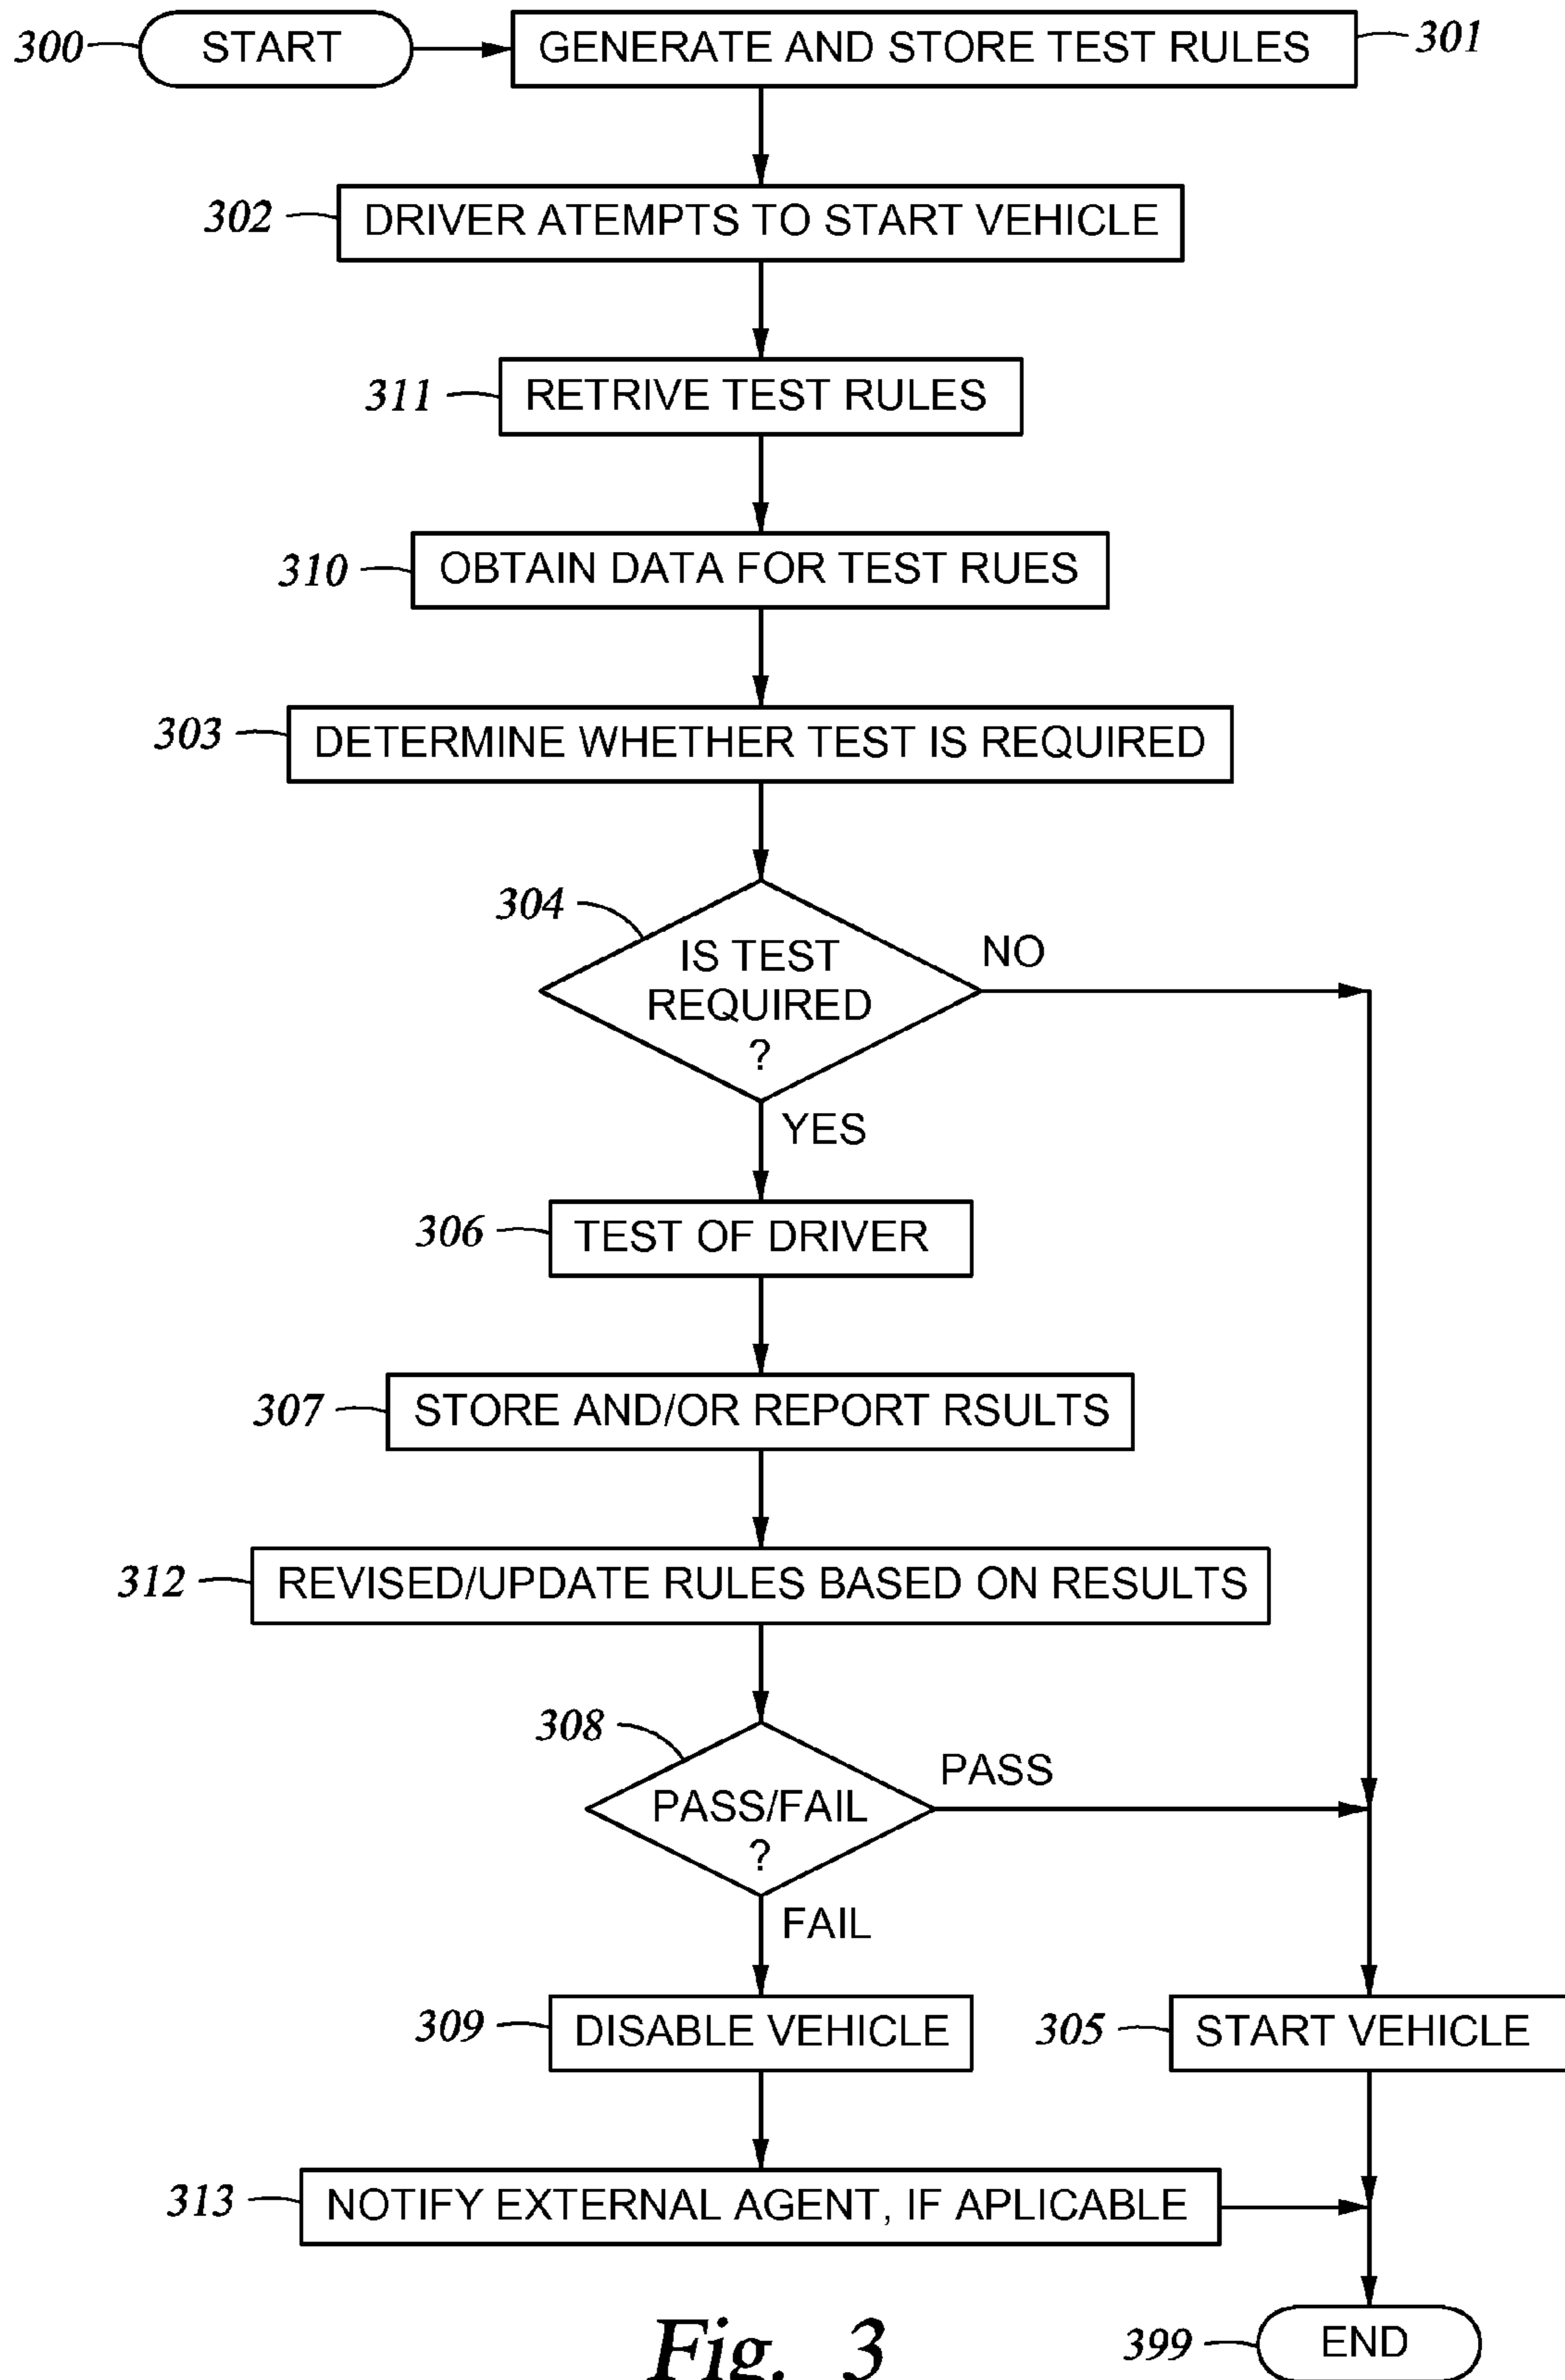 300
START
GENERATE AND STORE TEST RULES
301
302
DRIVER ATEMPTS TO START VEHICLE
311
RETRIVE TEST RULES
310
OBTAIN DATA FOR TEST RUES
303
DETERMINE WHETHER TEST IS REQUIRED
304
IS TEST
REQUIRED
?
NO
YES
306
TEST OF DRIVER
307
STORE AND/OR REPORT RSULTS
312
REVISED/UPDATE RULES BASED ON RESULTS
308
PASS/FAIL
?
PASS
FAIL
309
DISABLE VEHICLE
305
START VEHICLE
313
NOTIFY EXTERNAL AGENT, IF APLICABLE
399
END
Fig. 3